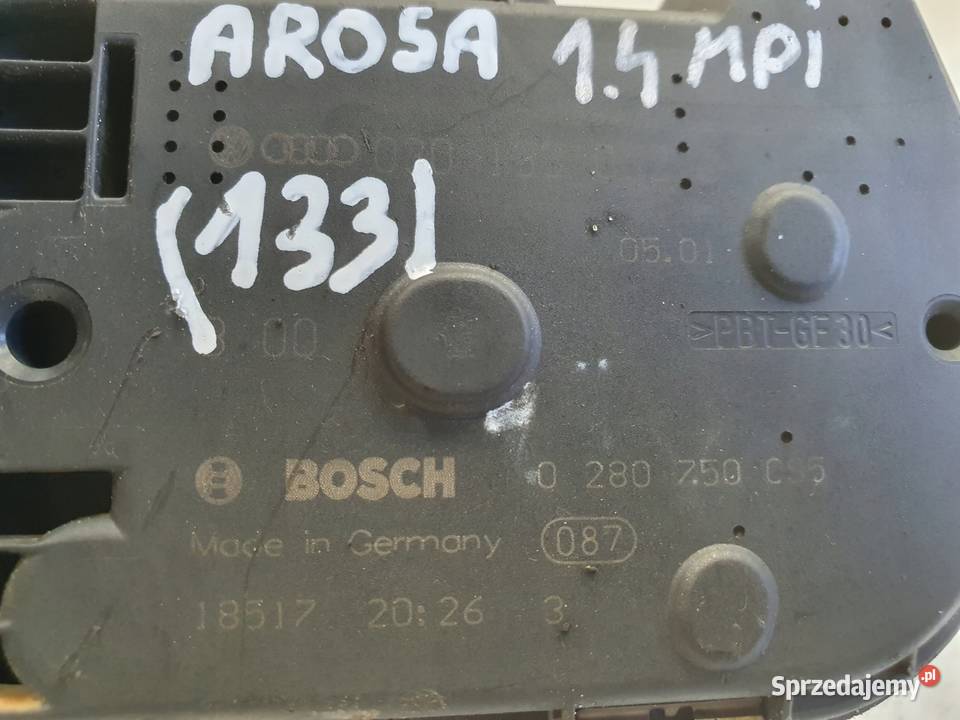 AROSA 1.4 MPi
(133)
05.01
00
>PBT-GF30<
BOSCH 0 280 750
Made in Germany 087
18517 20:26 3
Sprzedajemy.pl